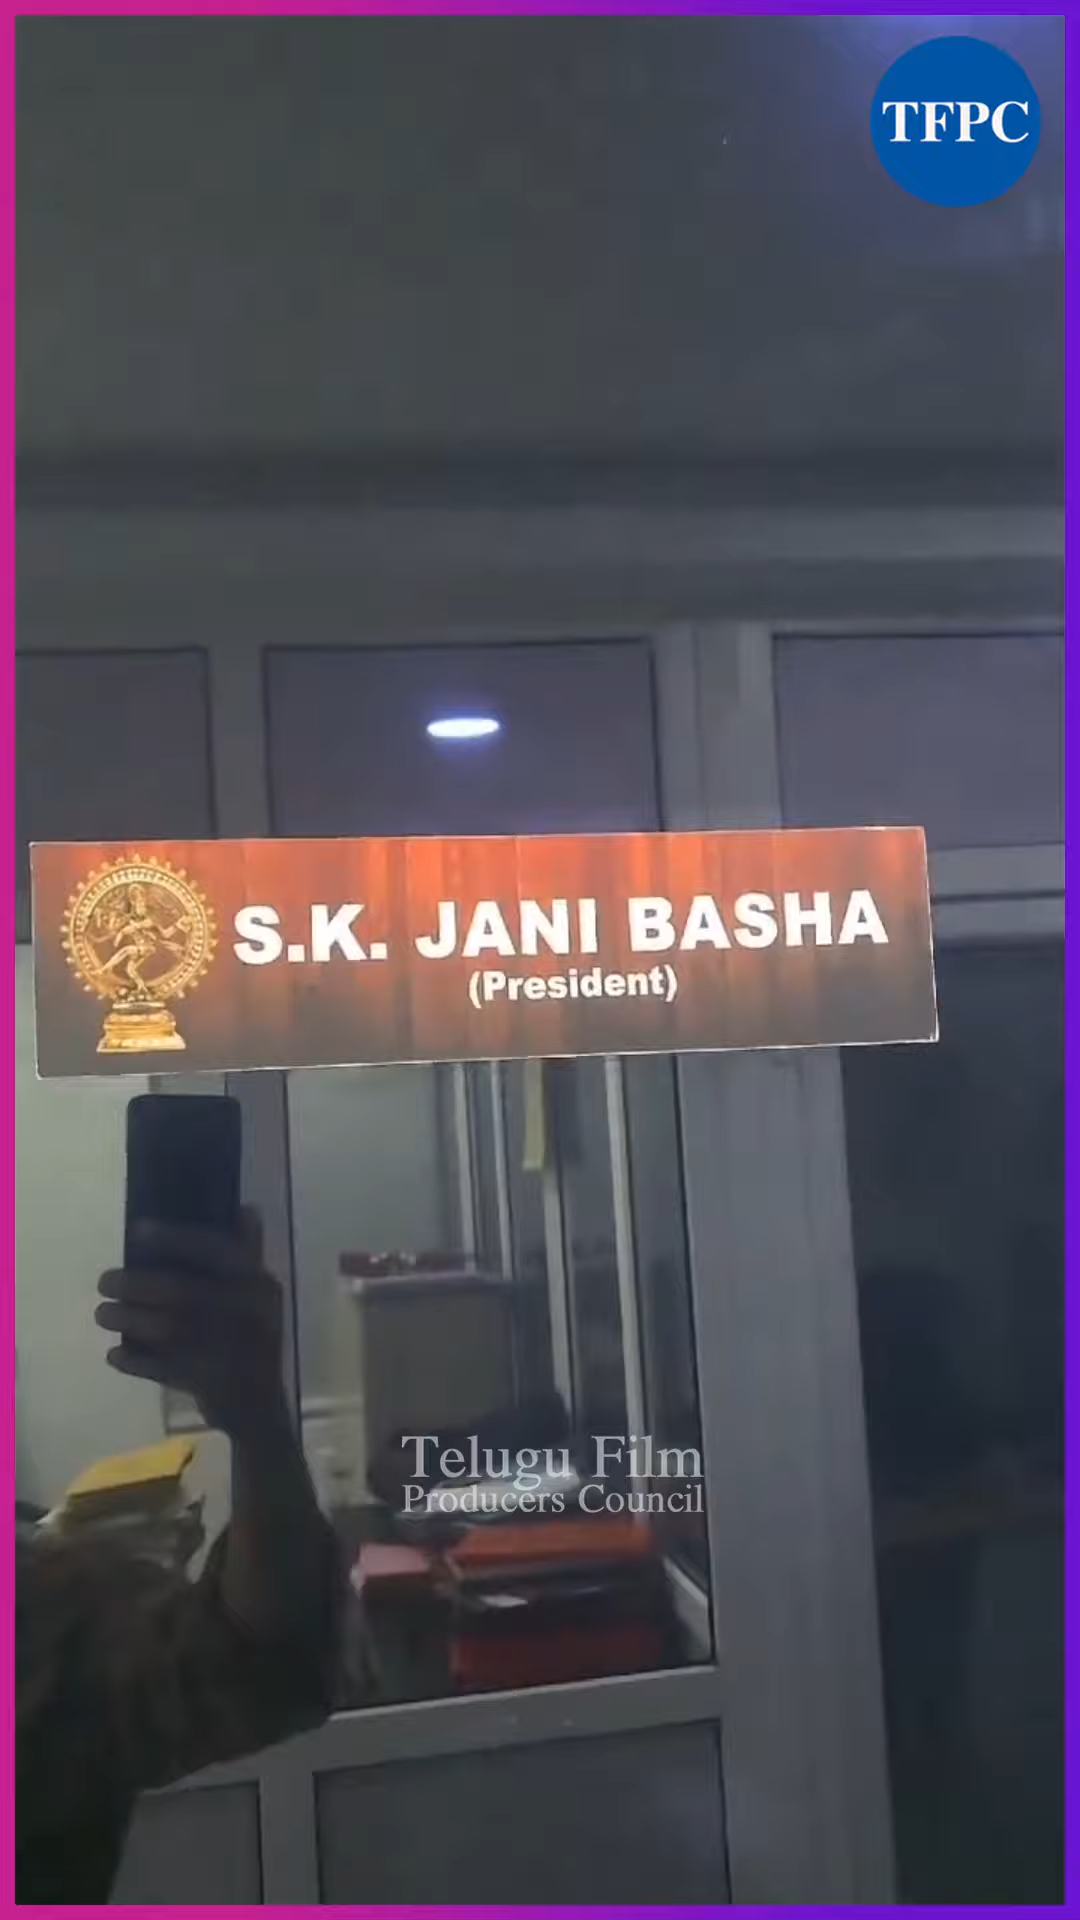 TFPC
S.K. JANI BASHA
(President)
Telugu Film
Producers Council